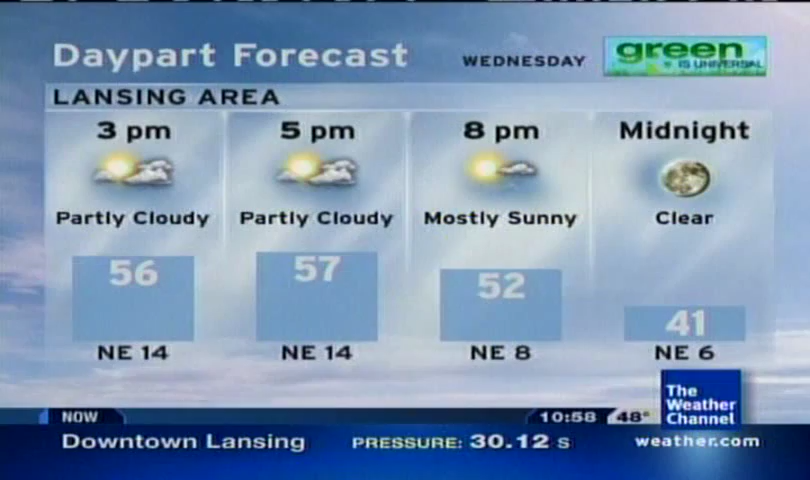 Daypart Forecast
WEDNESDAY
green
IS UNIVERSAL
LANSING AREA
3 pm 5 pm 8 pm Midnight
Partly Cloudy Partly Cloudy Mostly Sunny Clear
56 57 52 41
NE 14 NE 14 NE 8 NE 6
The
Weather
Channel
NOW 10:58 48°
Downtown Lansing PRESSURE: 30.12 S weather.com